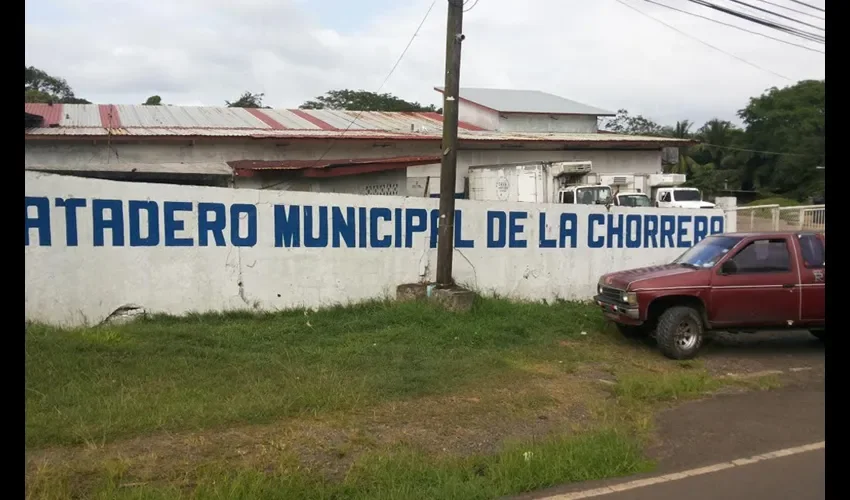 ATADERO MUNICIPAL DE LA CHORRERA